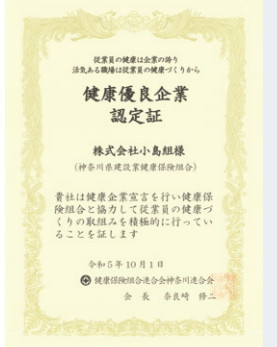 従業員の健康は企業の誇り
活気ある職場は従業員の健康づくりから
健康優良企業
認定証
株式会社小島組様
（神奈川県建設業健康保険組合）
貴社は健康企業宣言を行い健康保
険組合と協力して従業員の健康づ
くりの取組みを積極的に行ってい
ることを証します
令和５年１０月１日
健康保険組合連合会神奈川連合会
会　長　奈良崎　修二